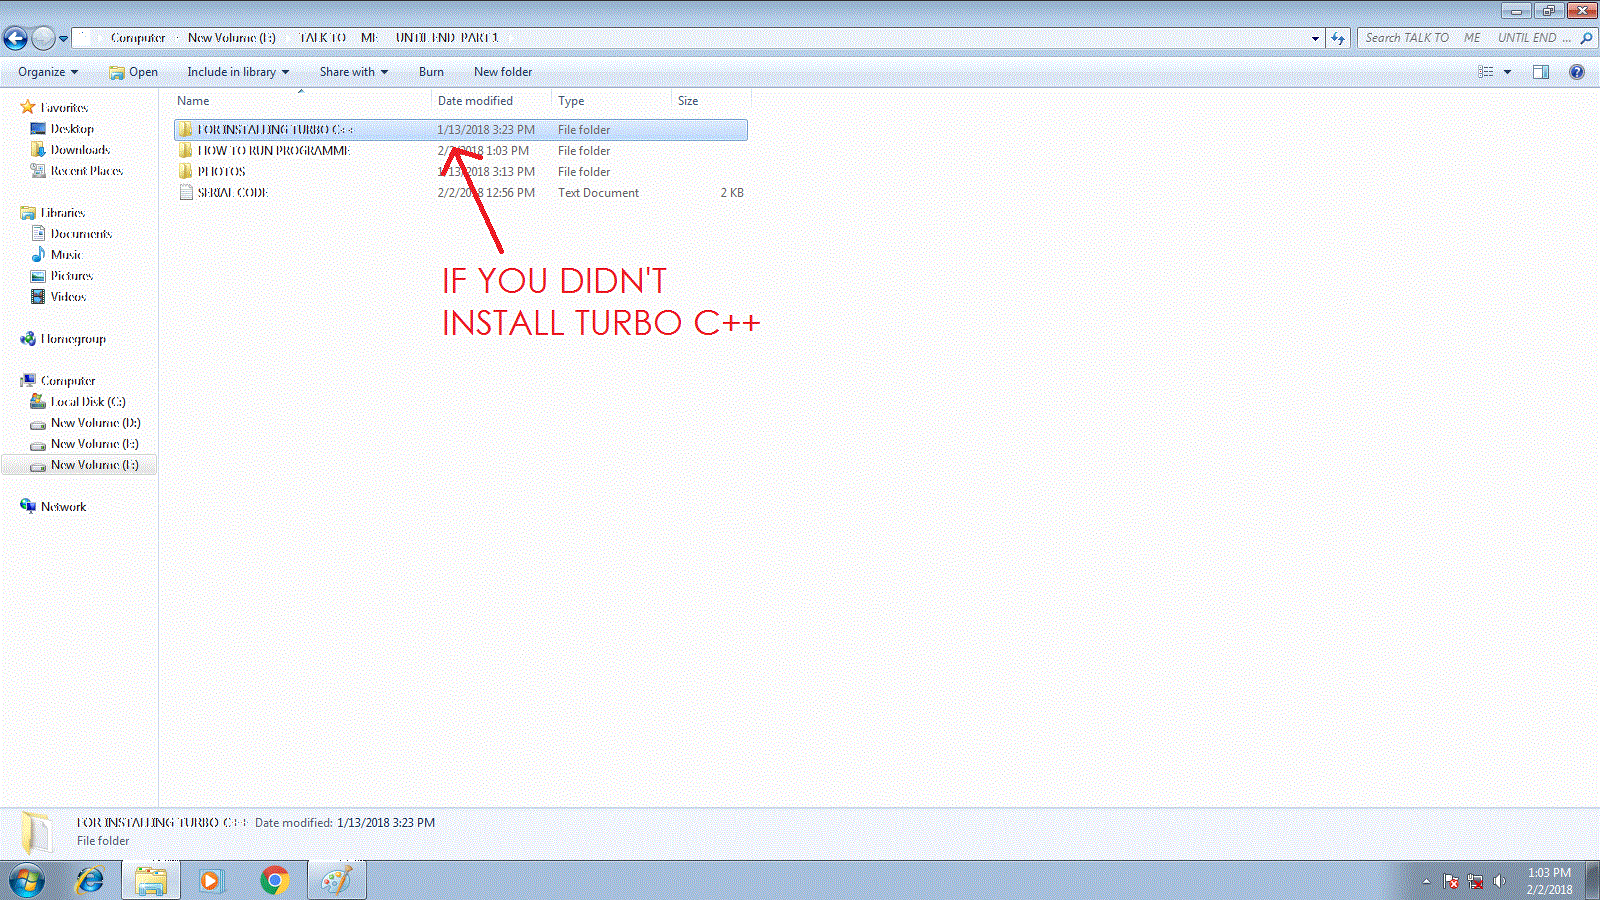 Computer New Volume (F:) TALK TO ME UNTIL END PART 1
Search TALK TO ME UNTIL END ...
Organize Open Include in library Share with Burn New folder
Name Date modified Type Size
Favorites
Desktop
Downloads
Recent Places
Libraries
Documents
Music
Pictures
Videos
Homegroup
Computer
Local Disk (C:)
New Volume (D:)
New Volume (E:)
New Volume (F:)
Network
FOR INSTALLING TURBO C++ 1/13/2018 3:23 PM File folder
HOW TO RUN PROGRAMME 1:03 PM File folder
PHOTOS 3:13 PM File folder
SERIAL CODE 2/2/2018 12:56 PM Text Document 2 KB
IF YOU DIDN'T
INSTALL TURBO C++
FOR INSTALLING TURBO C++ Date modified: 1/13/2018 3:23 PM
File folder
1:03 PM
2/2/2018